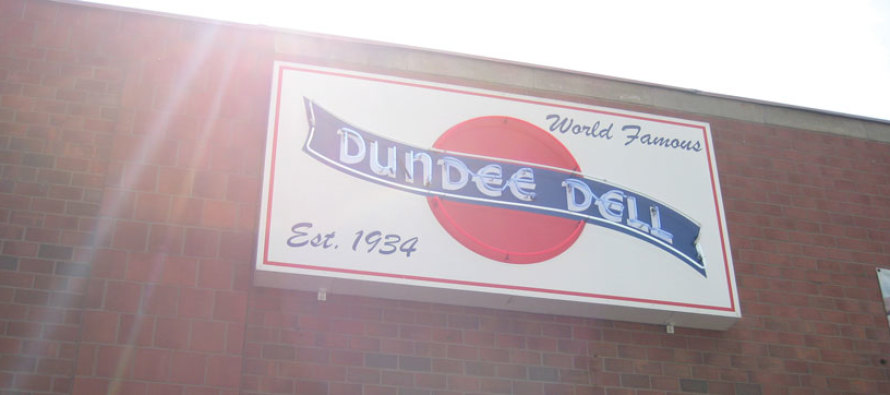 World Famous
DUNDEE DELL
Est. 1934